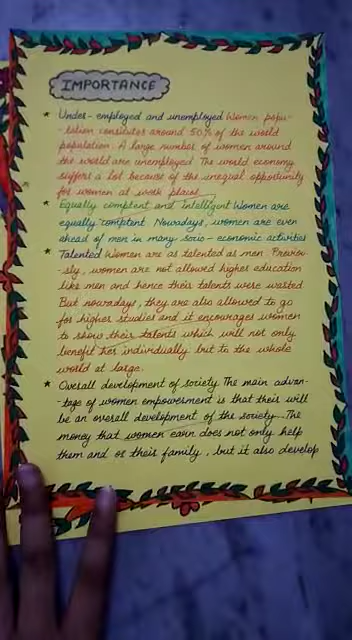 IMPORTANCE
★ Under-employed and unemployed Women popu-
-lation constitutes around 50% of the world
population. A large number of women around
the world are unemployed. The world economy
suffers a lot because of the unequal opportunity
for women at work places.
★ Equally competent and Intelligent Women are
equally competent. Nowadays, women are even
ahead of men in many socio-economic activities
★ Talented Women are as talented as men. Previou-
-sly, women are not allowed higher education
like men and hence their talents were wasted
But nowadays, they are also allowed to go
for higher studies and it encourages women
to show their talents which will not only
benefit her individually but to the whole
world at large.
★ Overall development of society The main advan-
-tage of women empowerment is that their will
be an overall development of the society. The
money that women earn does not only help
them and or their family, but it also develop